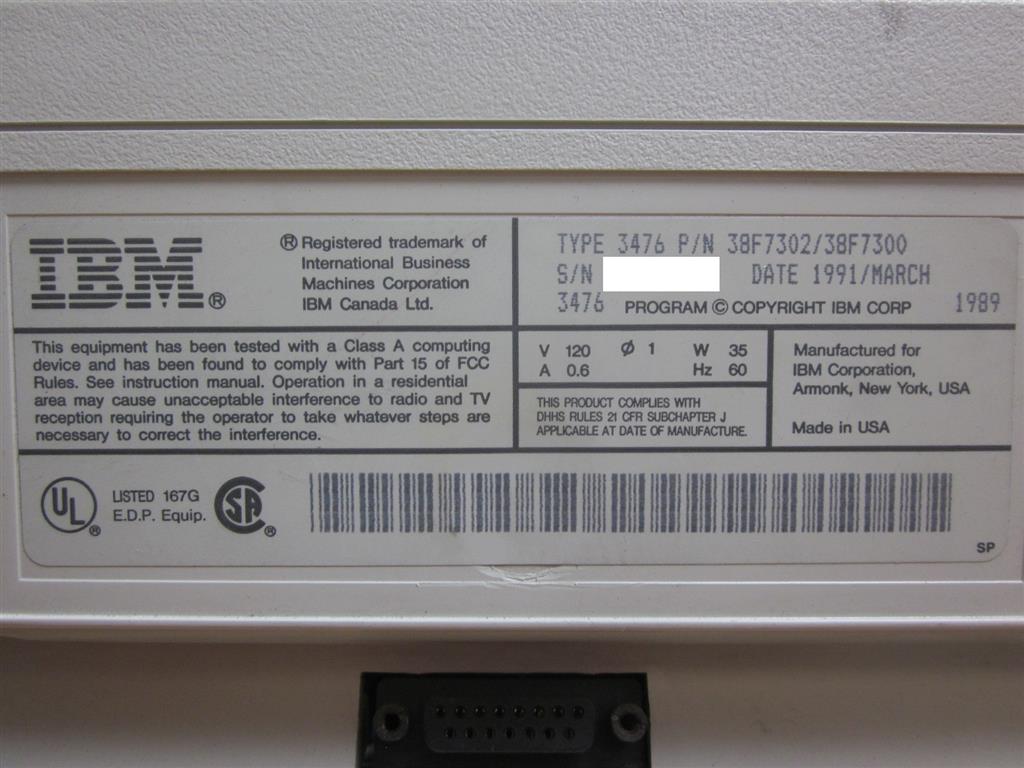 IBM®
® Registered trademark of
International Business
Machines Corporation
IBM Canada Ltd.
TYPE 3476 P/N 38F7302/38F7300
S/N DATE 1991/MARCH
3476 PROGRAM © COPYRIGHT IBM CORP 1989
This equipment has been tested with a Class A computing
device and has been found to comply with Part 15 of FCC
Rules. See instruction manual. Operation in a residential
area may cause unacceptable interference to radio and TV
reception requiring the operator to take whatever steps are
necessary to correct the interference.
V 120 Ø 1 W 35
A 0.6 Hz 60
THIS PRODUCT COMPLIES WITH
DHHS RULES 21 CFR SUBCHAPTER J
APPLICABLE AT DATE OF MANUFACTURE.
Manufactured for
IBM Corporation,
Armonk, New York, USA
Made in USA
UL®
LISTED 167G
E.D.P. Equip.
SA®
SP